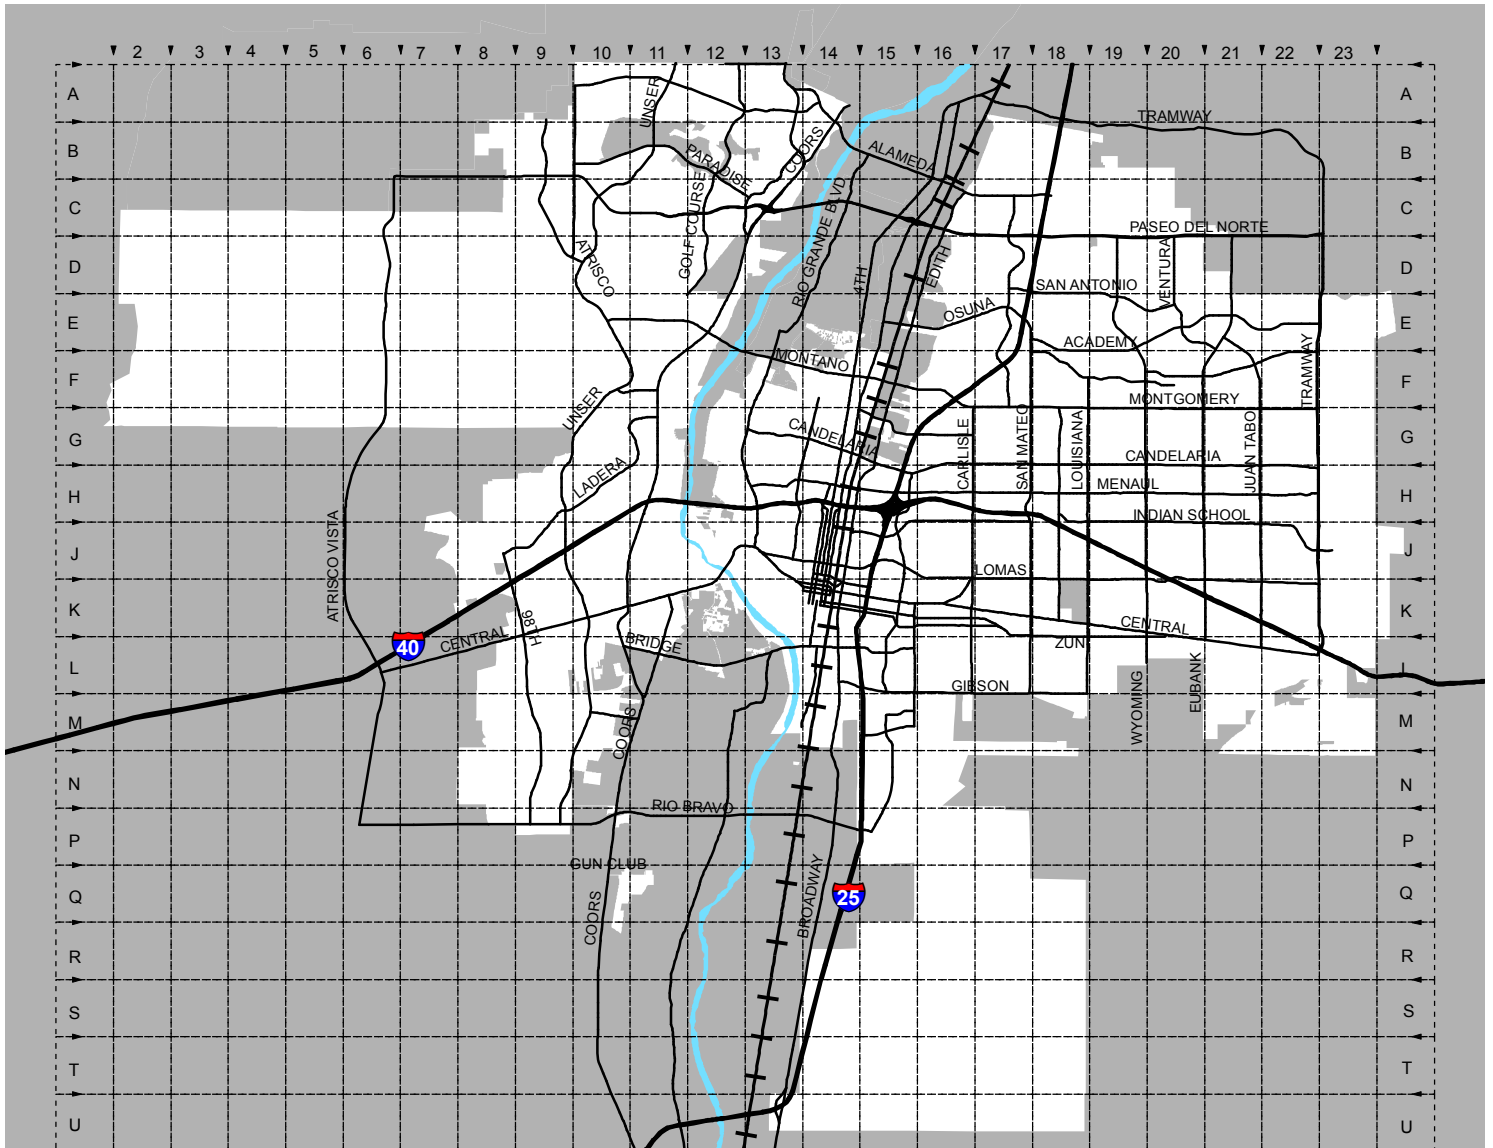 2 3 4 5 6 7 8 9 10 11 12 13 14 15 16 17 18 19 20 21 22 23
A A
UNSER
TRAMWAY
B B
COORS
PARADISE
ALAMEDA
C C
GOLF COURSE
RIO GRANDE BLVD
PASEO DEL NORTE
D D
ATRISCO
4TH
EDITH
VENTURA
SAN ANTONIO
E E
OSUNA
ACADEMY
MONTANO
TRAMWAY
F F
UNSER
MONTGOMERY
G G
CANDELARIA
CARLISLE
SAN MATEO
LOUISIANA
JUAN TABO
CANDELARIA
LADERA
H H
MENAUL
INDIAN SCHOOL
J J
ATRISCO VISTA
LOMAS
K K
98TH
CENTRAL
CENTRAL
40
BRIDGE
ZUNI
L L
GIBSON
WYOMING
EUBANK
M M
COORS
N N
RIO BRAVO
P P
GUN CLUB
BROADWAY
25
Q Q
COORS
R R
S S
T T
U U